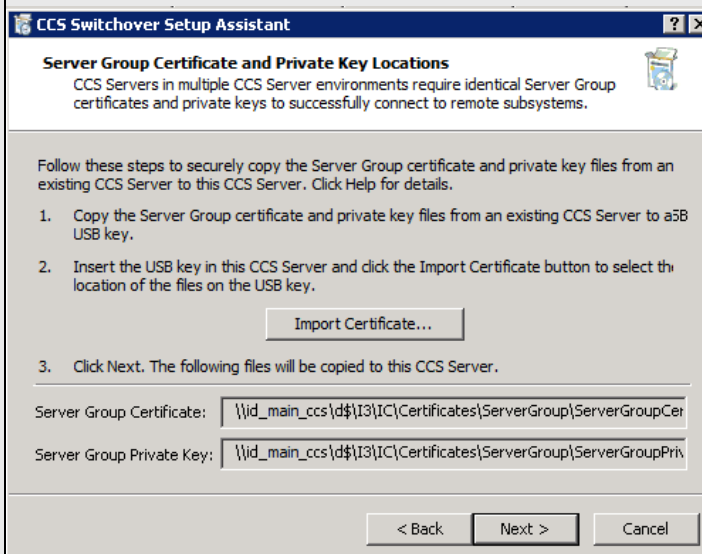 CCS Switchover Setup Assistant
Server Group Certificate and Private Key Locations
CCS Servers in multiple CCS Server environments require identical Server Group
certificates and private keys to successfully connect to remote subsystems.
Follow these steps to securely copy the Server Group certificate and private key files from an
existing CCS Server to this CCS Server. Click Help for details.
1. Copy the Server Group certificate and private key files from an existing CCS Server to a5B
USB key.
2. Insert the USB key in this CCS Server and click the Import Certificate button to select the
location of the files on the USB key.
Import Certificate...
3. Click Next. The following files will be copied to this CCS Server.
Server Group Certificate: \\id_main_ccs\d$\I3\IC\Certificates\ServerGroup\ServerGroupCer
Server Group Private Key: \\id_main_ccs\d$\I3\IC\Certificates\ServerGroup\ServerGroupPriv
< Back Next > Cancel